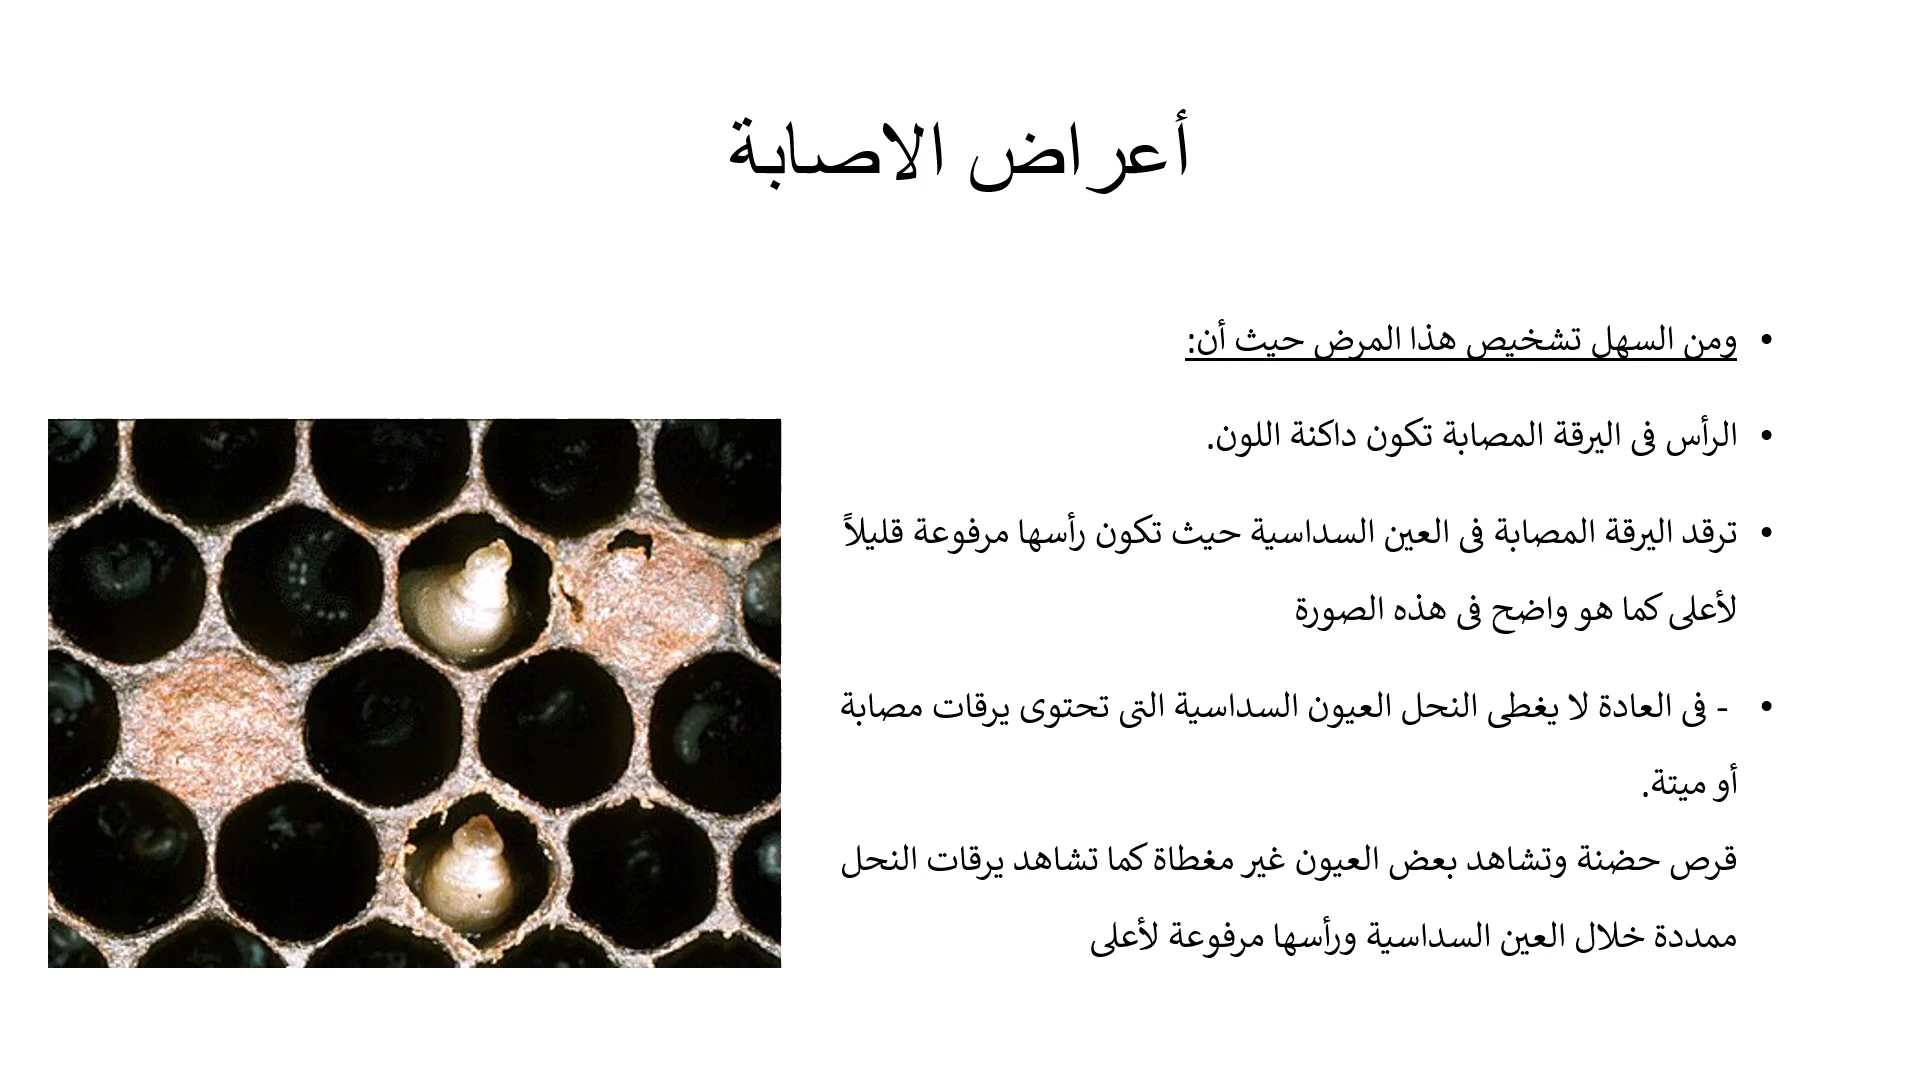 أعراض الاصابة
• ومن السهل تشخيص هذا المرض حيث أن:
• الرأس فى اليرقة المصابة تكون داكنة اللون.
• ترقد اليرقة المصابة فى العين السداسية حيث تكون رأسها مرفوعة قليلاً
لأعلى كما هو واضح فى هذه الصورة
• - فى العادة لا يغطى النحل العيون السداسية التى تحتوى يرقات مصابة
أو ميتة.
قرص حضنة وتشاهد بعض العيون غير مغطاة كما تشاهد يرقات النحل
ممددة خلال العين السداسية ورأسها مرفوعة لأعلى